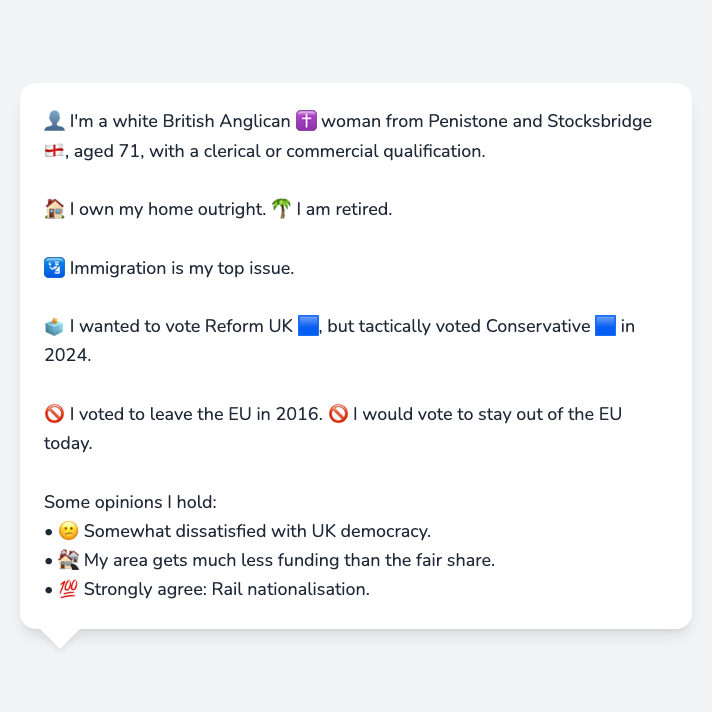 👤 I'm a white British Anglican ✝️ woman from Penistone and Stocksbridge
🏴󠁧󠁢󠁥󠁮󠁧󠁿, aged 71, with a clerical or commercial qualification.
🏠 I own my home outright. 🌴 I am retired.
🛂 Immigration is my top issue.
🗳️ I wanted to vote Reform UK 🟦, but tactically voted Conservative 🟦 in
2024.
🚫 I voted to leave the EU in 2016. 🚫 I would vote to stay out of the EU
today.
Some opinions I hold:
• 😕 Somewhat dissatisfied with UK democracy.
• 🏚️ My area gets much less funding than the fair share.
• 💯 Strongly agree: Rail nationalisation.